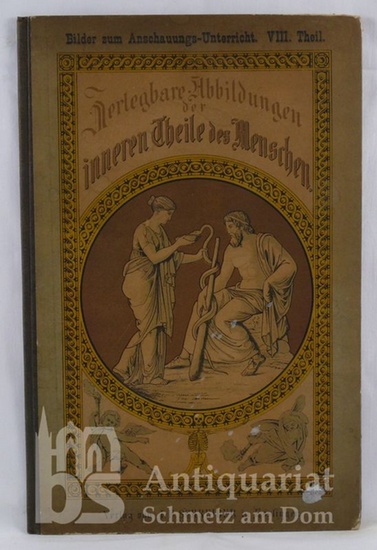 Bilder zum Anschauungs-Unterricht. VIII. Theil.
Zerlegbare Abbildungen
der
inneren Theile des Menschen.
Antiquariat
Schmetz am Dom